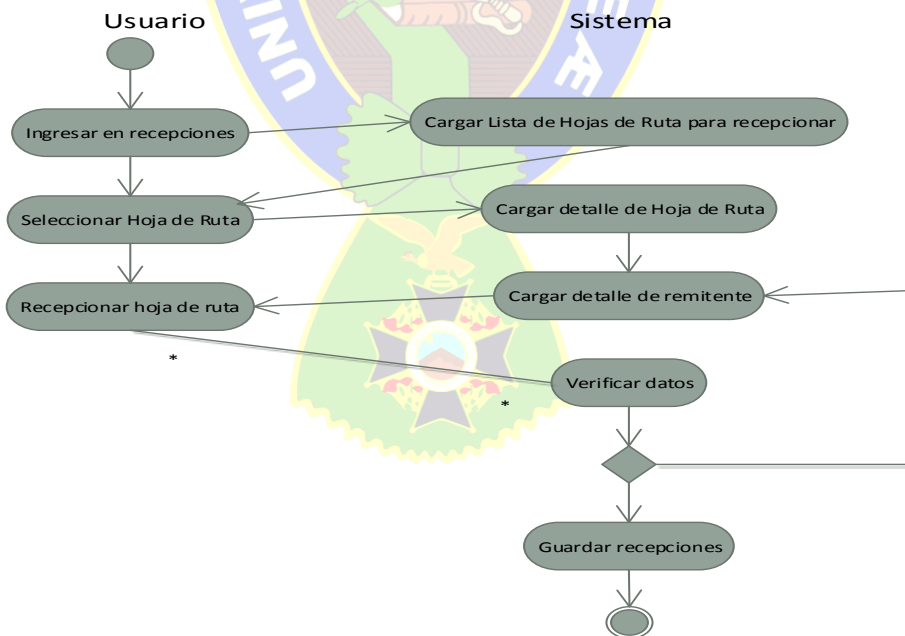 Usuario
Sistema
UNI
Æ
Ingresar en recepciones
Cargar Lista de Hojas de Ruta para recepcionar
Seleccionar Hoja de Ruta
Cargar detalle de Hoja de Ruta
Recepcionar hoja de ruta
Cargar detalle de remitente
*
Verificar datos
*
Guardar recepciones